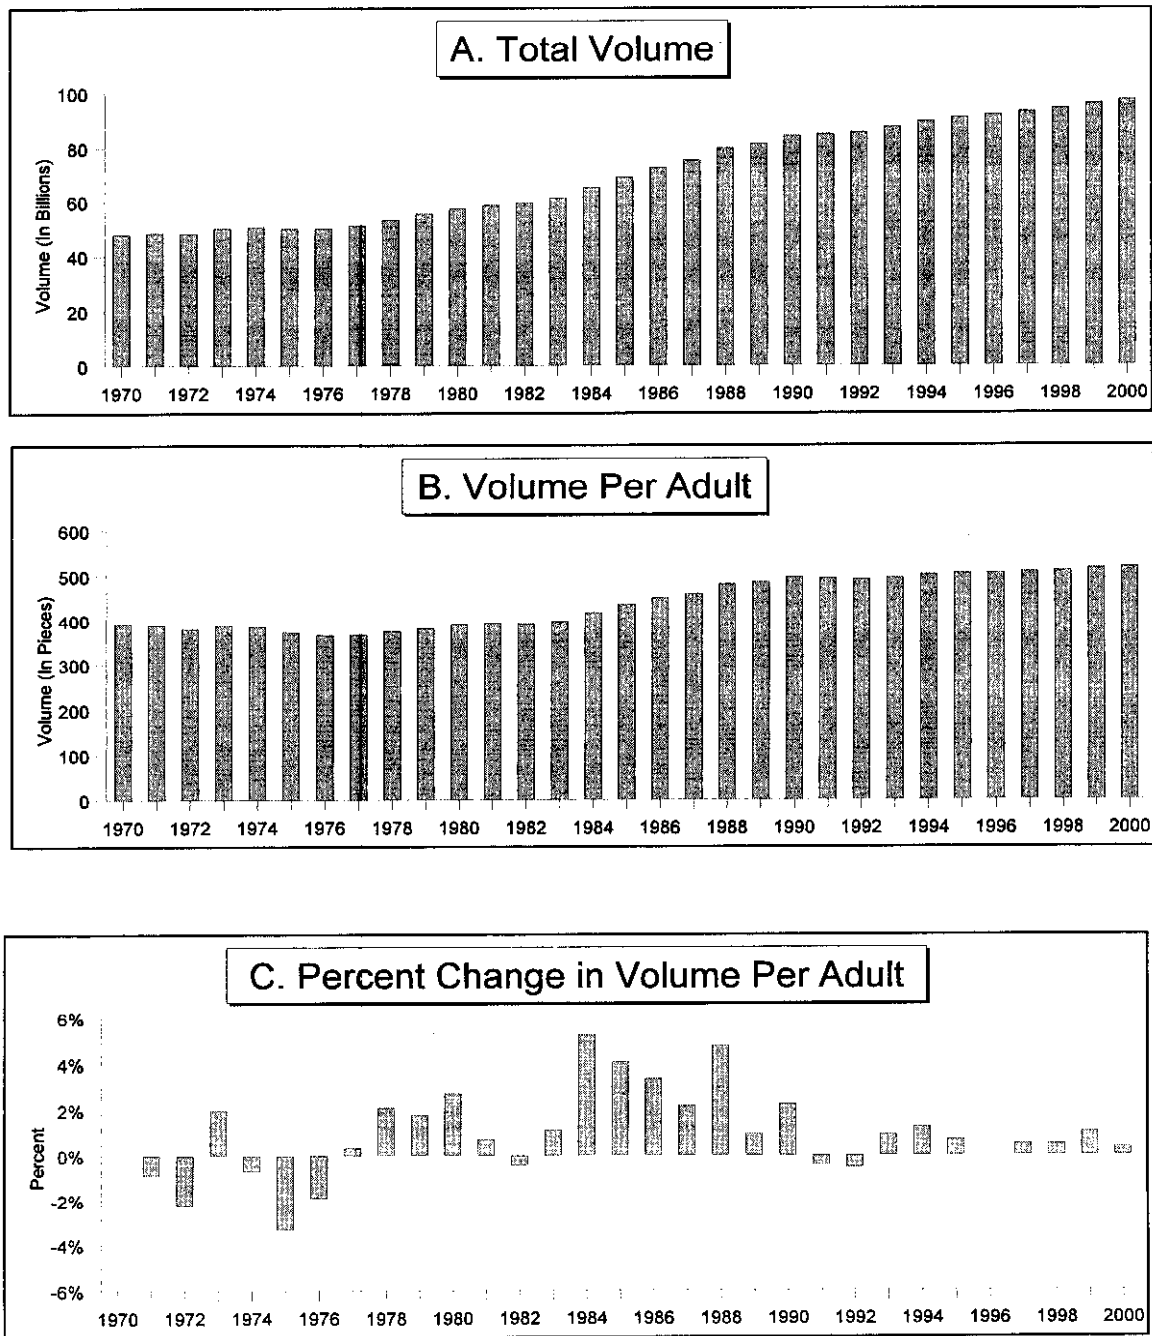 A. Total Volume
Volume (In Billions)
100
80
60
40
20
0
1970 1972 1974 1976 1978 1980 1982 1984 1986 1988 1990 1992 1994 1996 1998 2000
B. Volume Per Adult
Volume (In Pieces)
600
500
400
300
200
100
0
1970 1972 1974 1976 1978 1980 1982 1984 1986 1988 1990 1992 1994 1996 1998 2000
C. Percent Change in Volume Per Adult
Percent
6%
4%
2%
0%
-2%
-4%
-6%
1970 1972 1974 1976 1978 1980 1982 1984 1986 1988 1990 1992 1994 1996 1998 2000